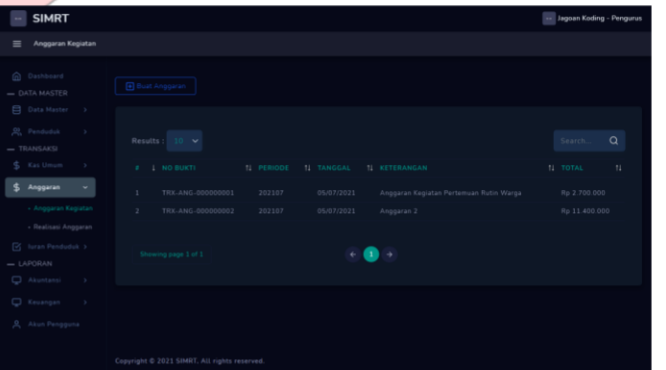 SIMRT
Jagoan Koding - Pengurus
Anggaran Kegiatan
Dashboard
DATA MASTER
Data Master
Penduduk
TRANSAKSI
Kas Umum
Anggaran
Anggaran Kegiatan
Realisasi Anggaran
Iuran Penduduk
LAPORAN
Akuntansi
Keuangan
Akun Pengguna
Buat Anggaran
Results : 10
Search...
# NO BUKTI PERIODE TANGGAL KETERANGAN TOTAL
1 TRX-ANG-000000001 202107 05/07/2021 Anggaran Kegiatan Pertemuan Rutin Warga Rp 2.700.000
2 TRX-ANG-000000002 202107 05/07/2021 Anggaran 2 Rp 11.400.000
Showing page 1 of 1
1
Copyright © 2021 SIMRT, All rights reserved.